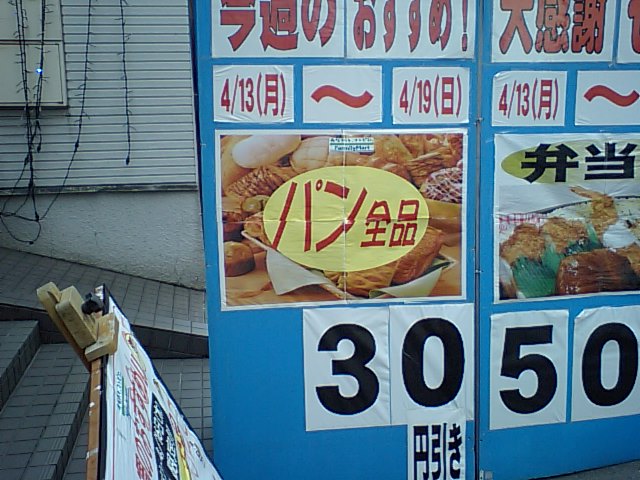 今週の おすすめ!
4/13(月) 〜 4/19(日)
FamilyMart
パン 全品
30
円引き
大感謝
4/13(月) 〜
弁当
50